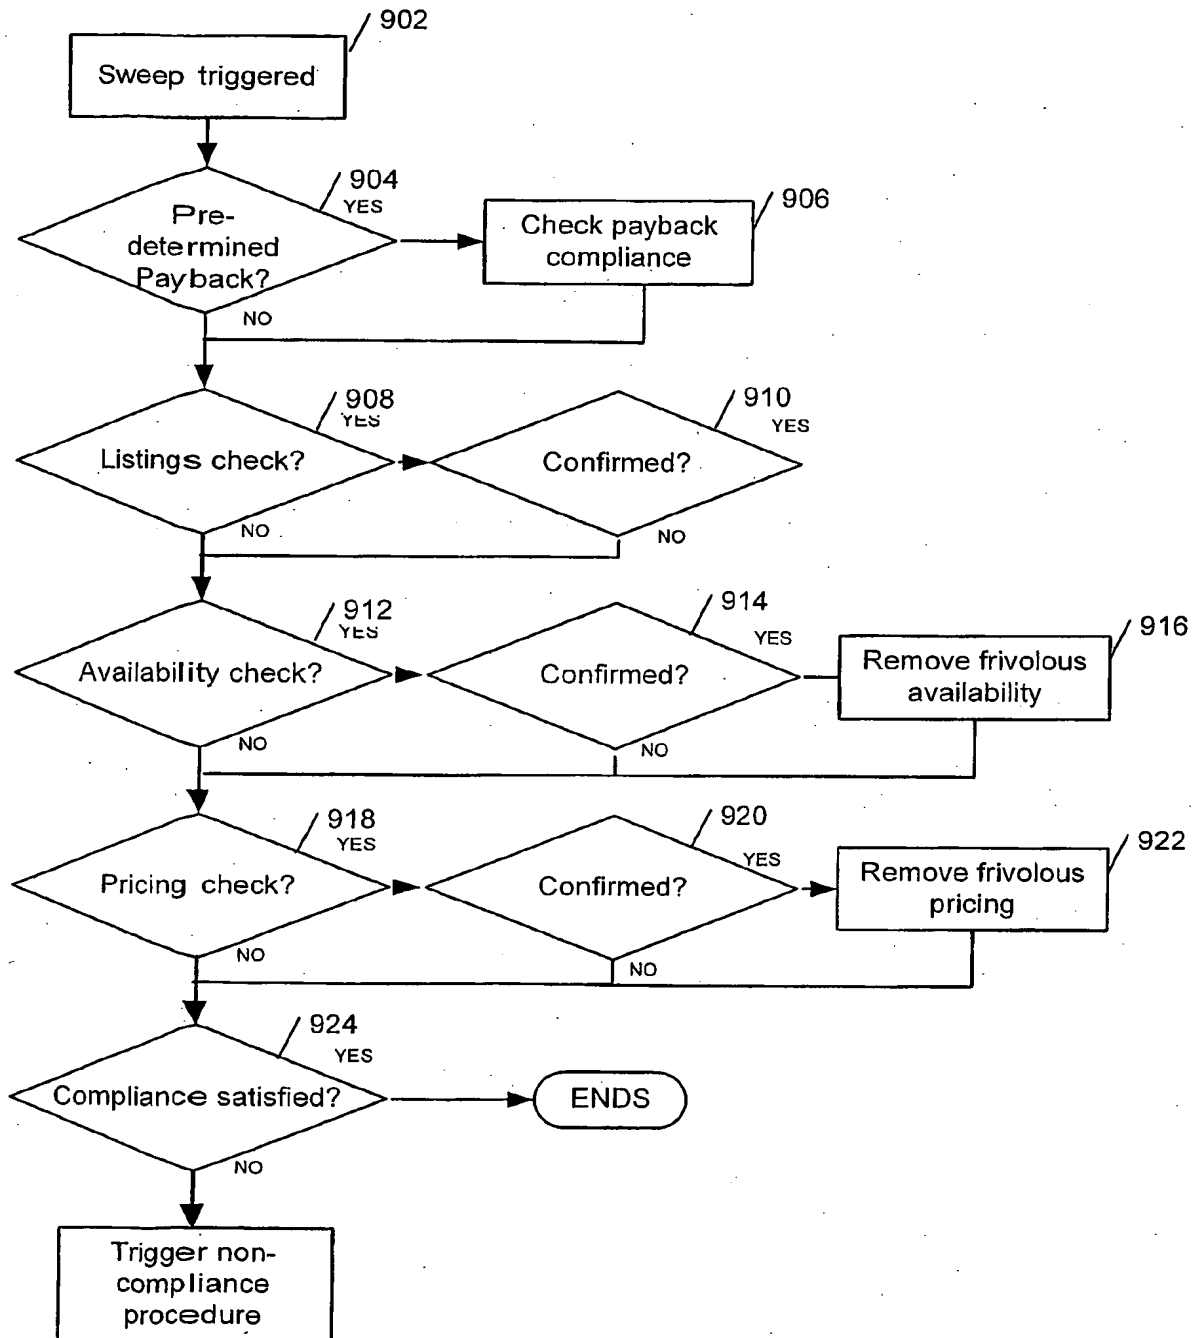 902
Sweep triggered
904
YES
Pre-
determined
Payback?
NO
906
Check payback
compliance
908
YES
Listings check?
NO
910
YES
Confirmed?
NO
912
YES
Availability check?
NO
914
YES
Confirmed?
NO
916
Remove frivolous
availability
918
YES
Pricing check?
NO
920
YES
Confirmed?
NO
922
Remove frivolous
pricing
924
YES
Compliance satisfied?
NO
ENDS
Trigger non-
compliance
procedure